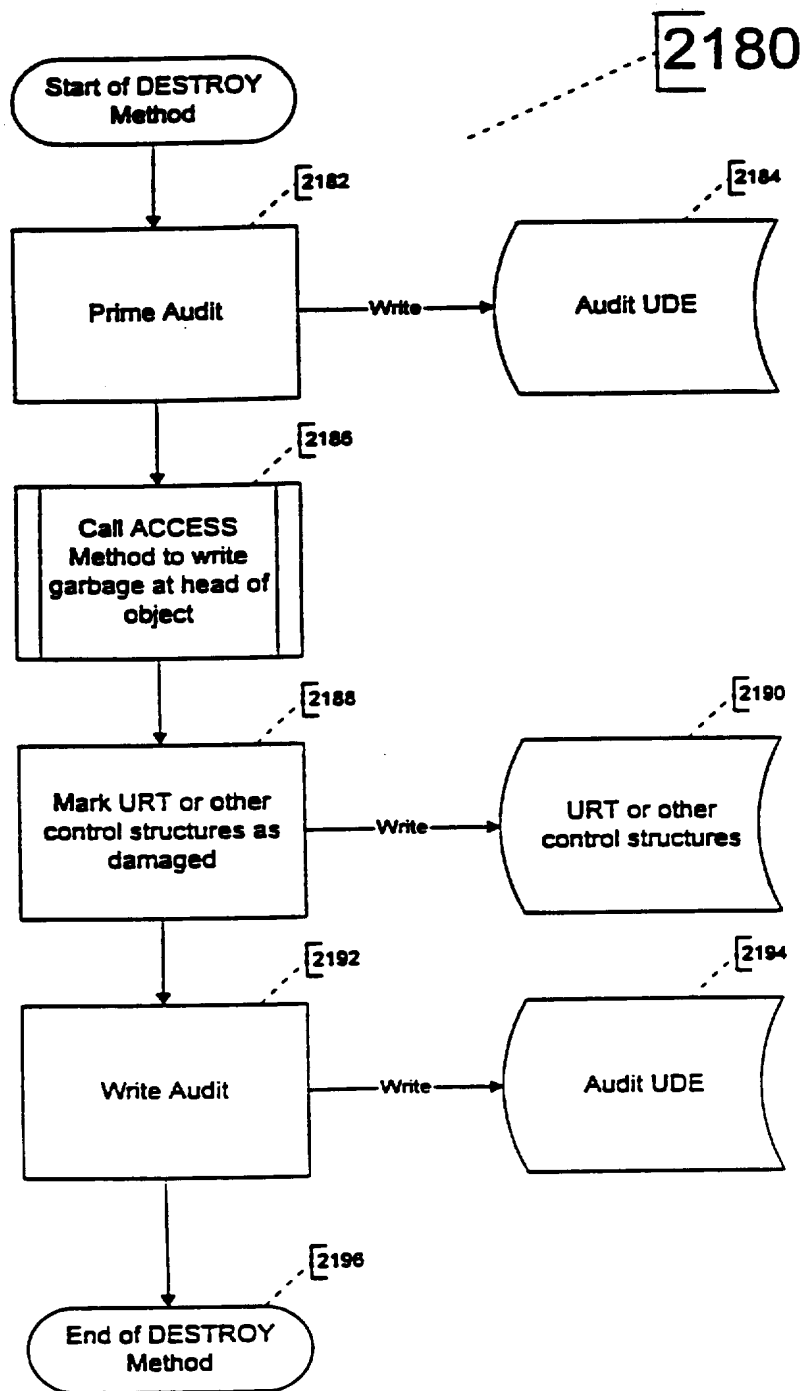 2180
Start of DESTROY
Method
2182
2184
Prime Audit
Write
Audit UDE
2186
Call ACCESS
Method to write
garbage at head of
object
2188
2190
Mark URT or other
control structures as
damaged
Write
URT or other
control structures
2192
2194
Write Audit
Write
Audit UDE
2196
End of DESTROY
Method